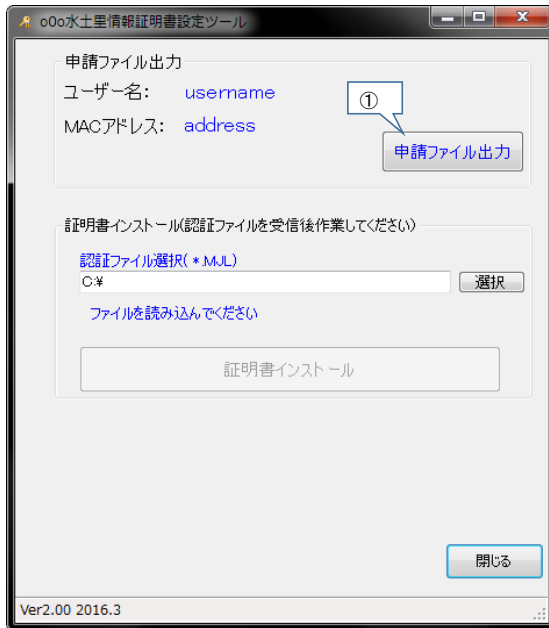 o0o水土里情報証明書設定ツール
申請ファイル出力
ユーザー名: username
①
MACアドレス: address
申請ファイル出力
証明書インストール(認証ファイルを受信後作業してください)
認証ファイル選択(*.MJL)
C:¥
選択
ファイルを読み込んでください
証明書インストール
閉じる
Ver2.00 2016.3